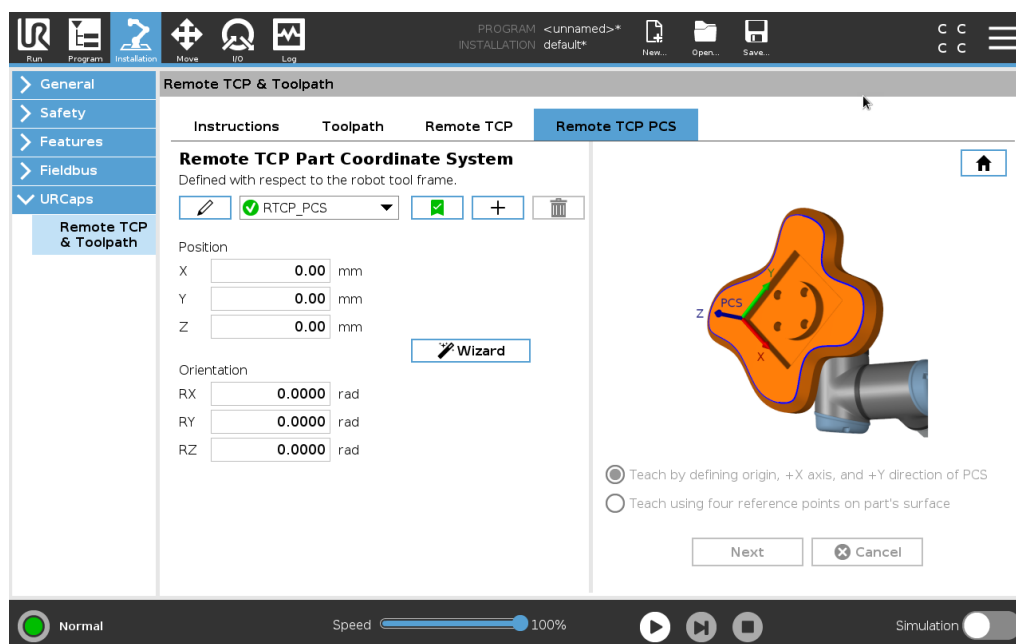 PROGRAM <unnamed>*
INSTALLATION default*
UR
Run
Program
Installation
Move
I/O
Log
New...
Open...
Save...
C C
C C
General
Safety
Features
Fieldbus
URCaps
Remote TCP
& Toolpath
Remote TCP & Toolpath
Instructions
Toolpath
Remote TCP
Remote TCP PCS
Remote TCP Part Coordinate System
Defined with respect to the robot tool frame.
RTCP_PCS
Position
X 0.00 mm
Y 0.00 mm
Z 0.00 mm
Wizard
Orientation
RX 0.0000 rad
RY 0.0000 rad
RZ 0.0000 rad
Y
PCS
Z
X
Teach by defining origin, +X axis, and +Y direction of PCS
Teach using four reference points on part's surface
Next
Cancel
Normal
Speed 100%
Simulation